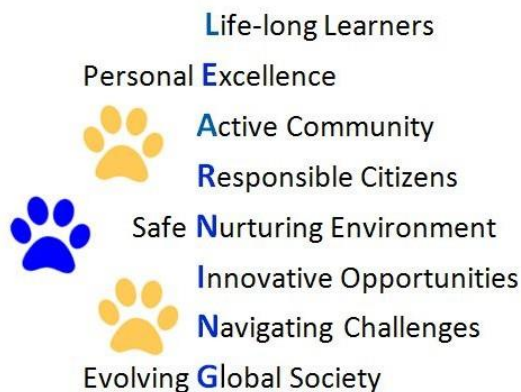 Life-long Learners
Personal Excellence
Active Community
Responsible Citizens
Safe Nurturing Environment
Innovative Opportunities
Navigating Challenges
Evolving Global Society